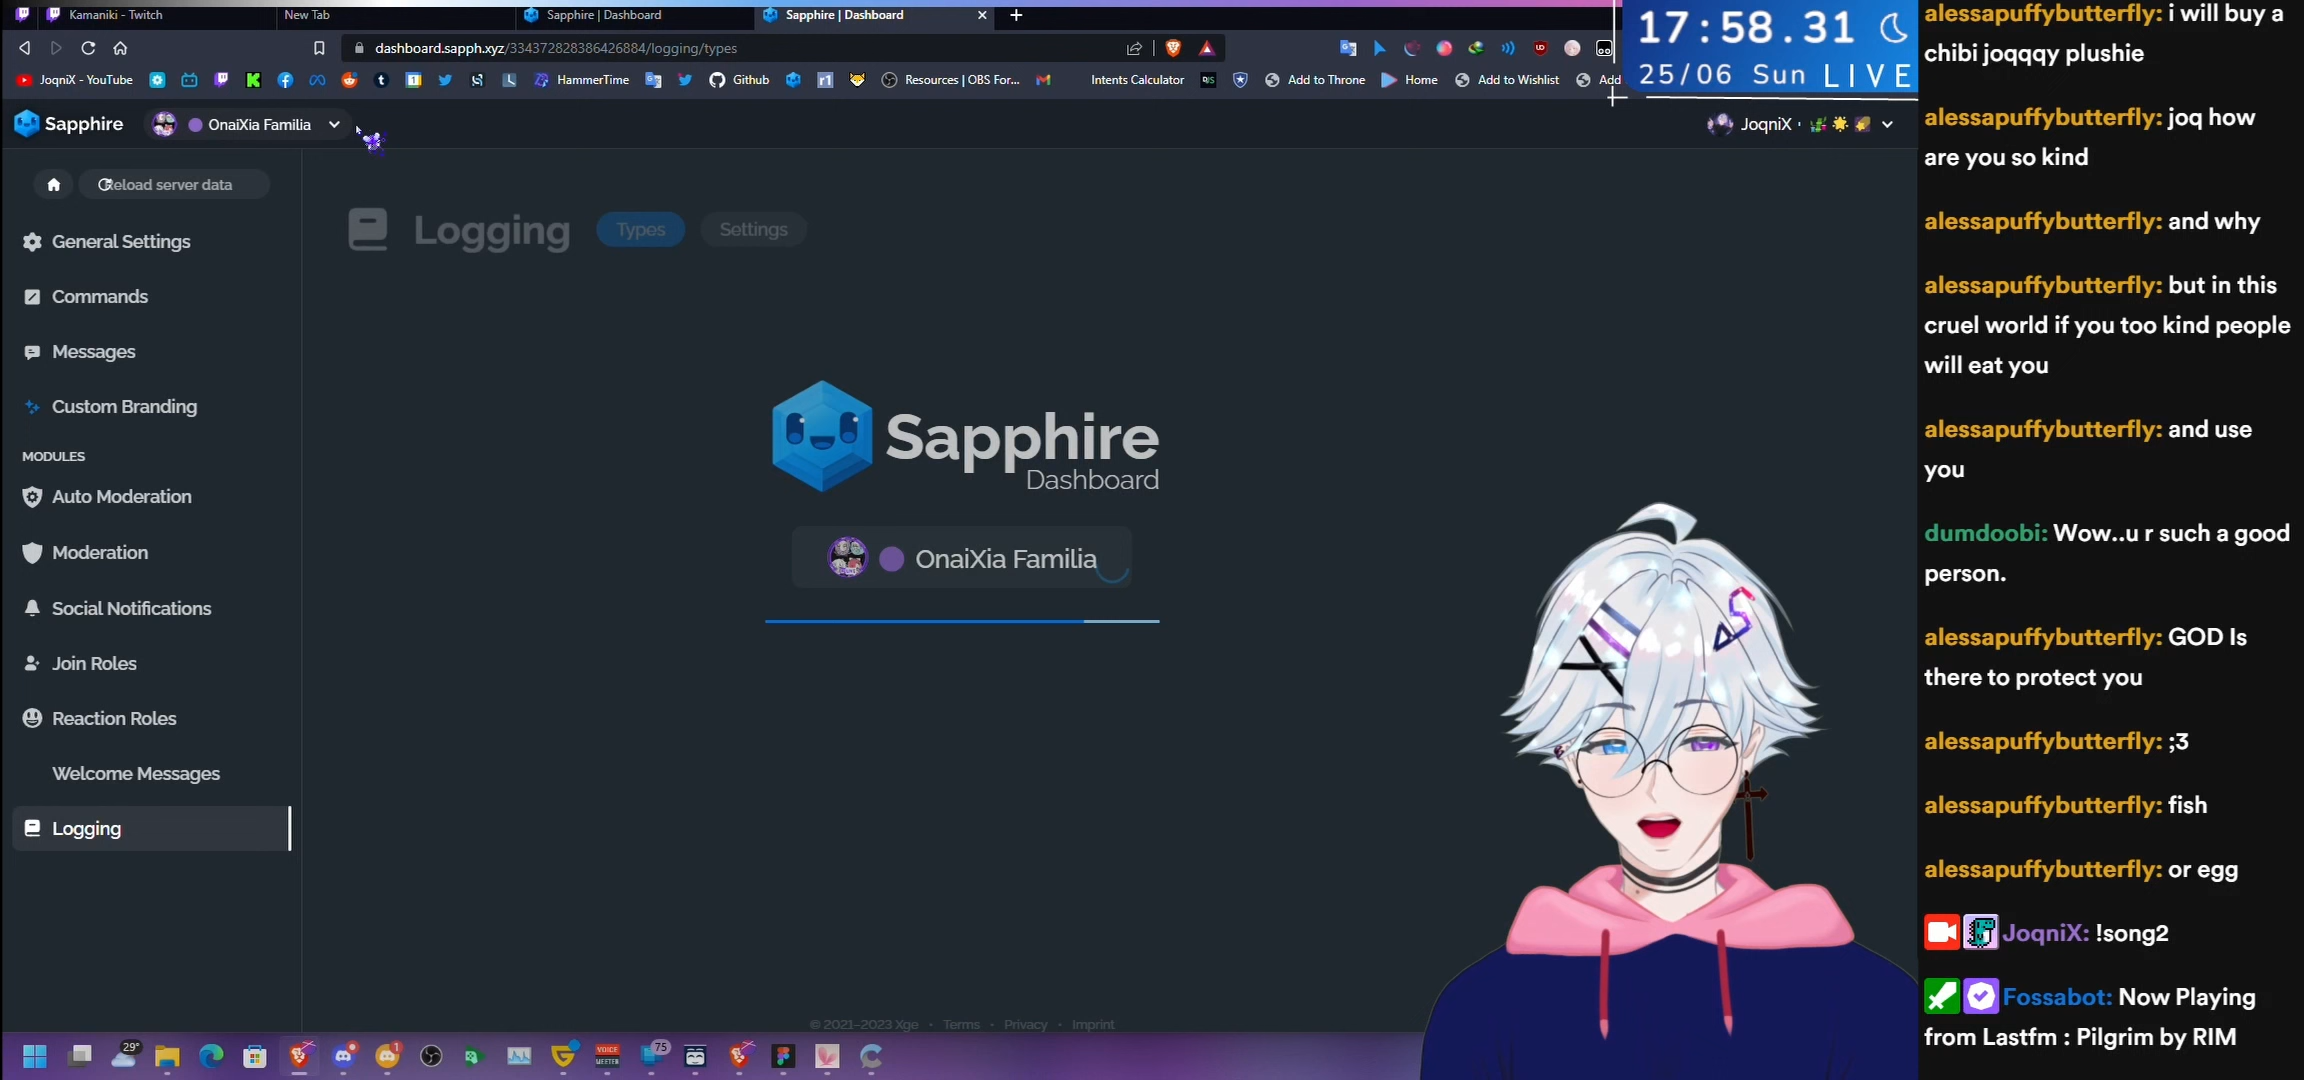 Kamaniki - Twitch
New Tab
Sapphire | Dashboard
Sapphire | Dashboard
dashboard.sapph.xyz/334372828386426884/logging/types
JoqniX - YouTube
HammerTime
Github
r1
Resources | OBS For...
Intents Calculator
Add to Throne
Home
Add to Wishlist
Add
17:58.31
25/06 Sun LIVE
Sapphire
OnaiXia Familia
JoqniX
Reload server data
General Settings
Commands
Messages
Custom Branding
MODULES
Auto Moderation
Moderation
Social Notifications
Join Roles
Reaction Roles
Welcome Messages
Logging
Logging
Types
Settings
Sapphire
Dashboard
OnaiXia Familia
© 2021–2023 Xge • Terms • Privacy • Imprint
29°
1
VOICE
MEETER
75
alessapuffybutterfly: i will buy a
chibi joqqqy plushie
alessapuffybutterfly: joq how
are you so kind
alessapuffybutterfly: and why
alessapuffybutterfly: but in this
cruel world if you too kind people
will eat you
alessapuffybutterfly: and use
you
dumdoobi: Wow..u r such a good
person.
alessapuffybutterfly: GOD Is
there to protect you
alessapuffybutterfly: ;3
alessapuffybutterfly: fish
alessapuffybutterfly: or egg
JoqniX: !song2
Fossabot: Now Playing
from Lastfm : Pilgrim by RIM